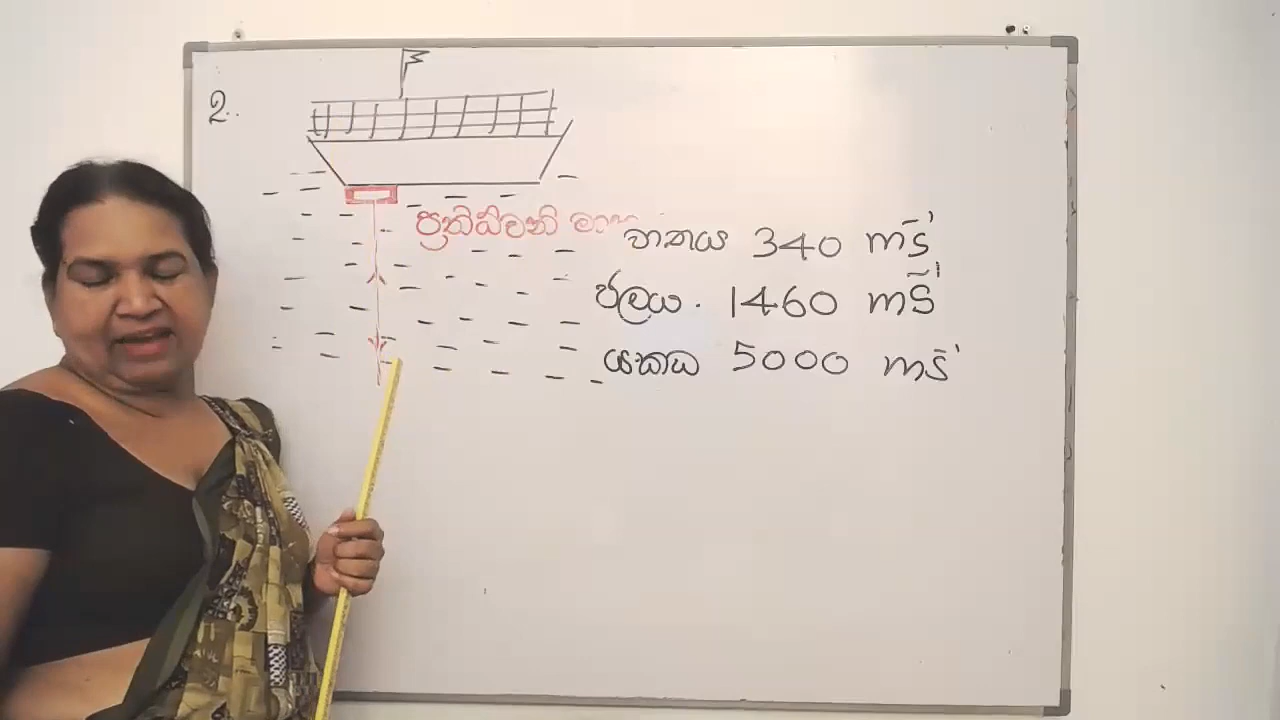 2.
ප්‍රතිධ්වනි
වාතය 340 ms⁻¹
ජලය . 1460 ms⁻¹
යකඩ 5000 ms⁻¹